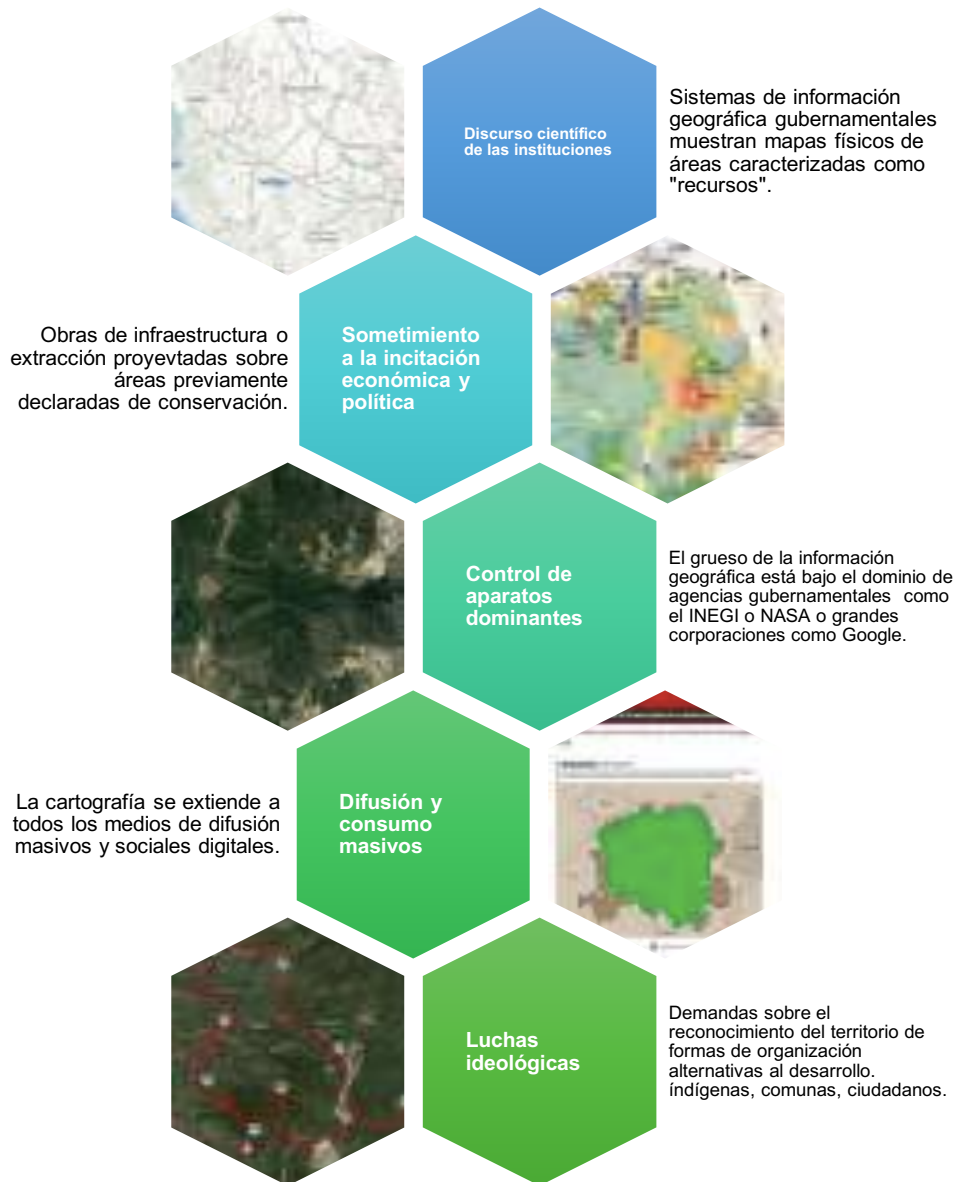 Discurso científico
de las instituciones
Sistemas de información
geográfica gubernamentales
muestran mapas físicos de
áreas caracterizadas como
"recursos".
Obras de infraestructura o
extracción proyevtadas sobre
áreas previamente
declaradas de conservación.
Sometimiento
a la incitación
económica y
política
Control de
aparatos
dominantes
El grueso de la información
geográfica está bajo el dominio de
agencias gubernamentales como
el INEGI o NASA o grandes
corporaciones como Google.
La cartografía se extiende a
todos los medios de difusión
masivos y sociales digitales.
Difusión y
consumo
masivos
Luchas
ideológicas
Demandas sobre el
reconocimiento del territorio de
formas de organización
alternativas al desarrollo.
índígenas, comunas, ciudadanos.